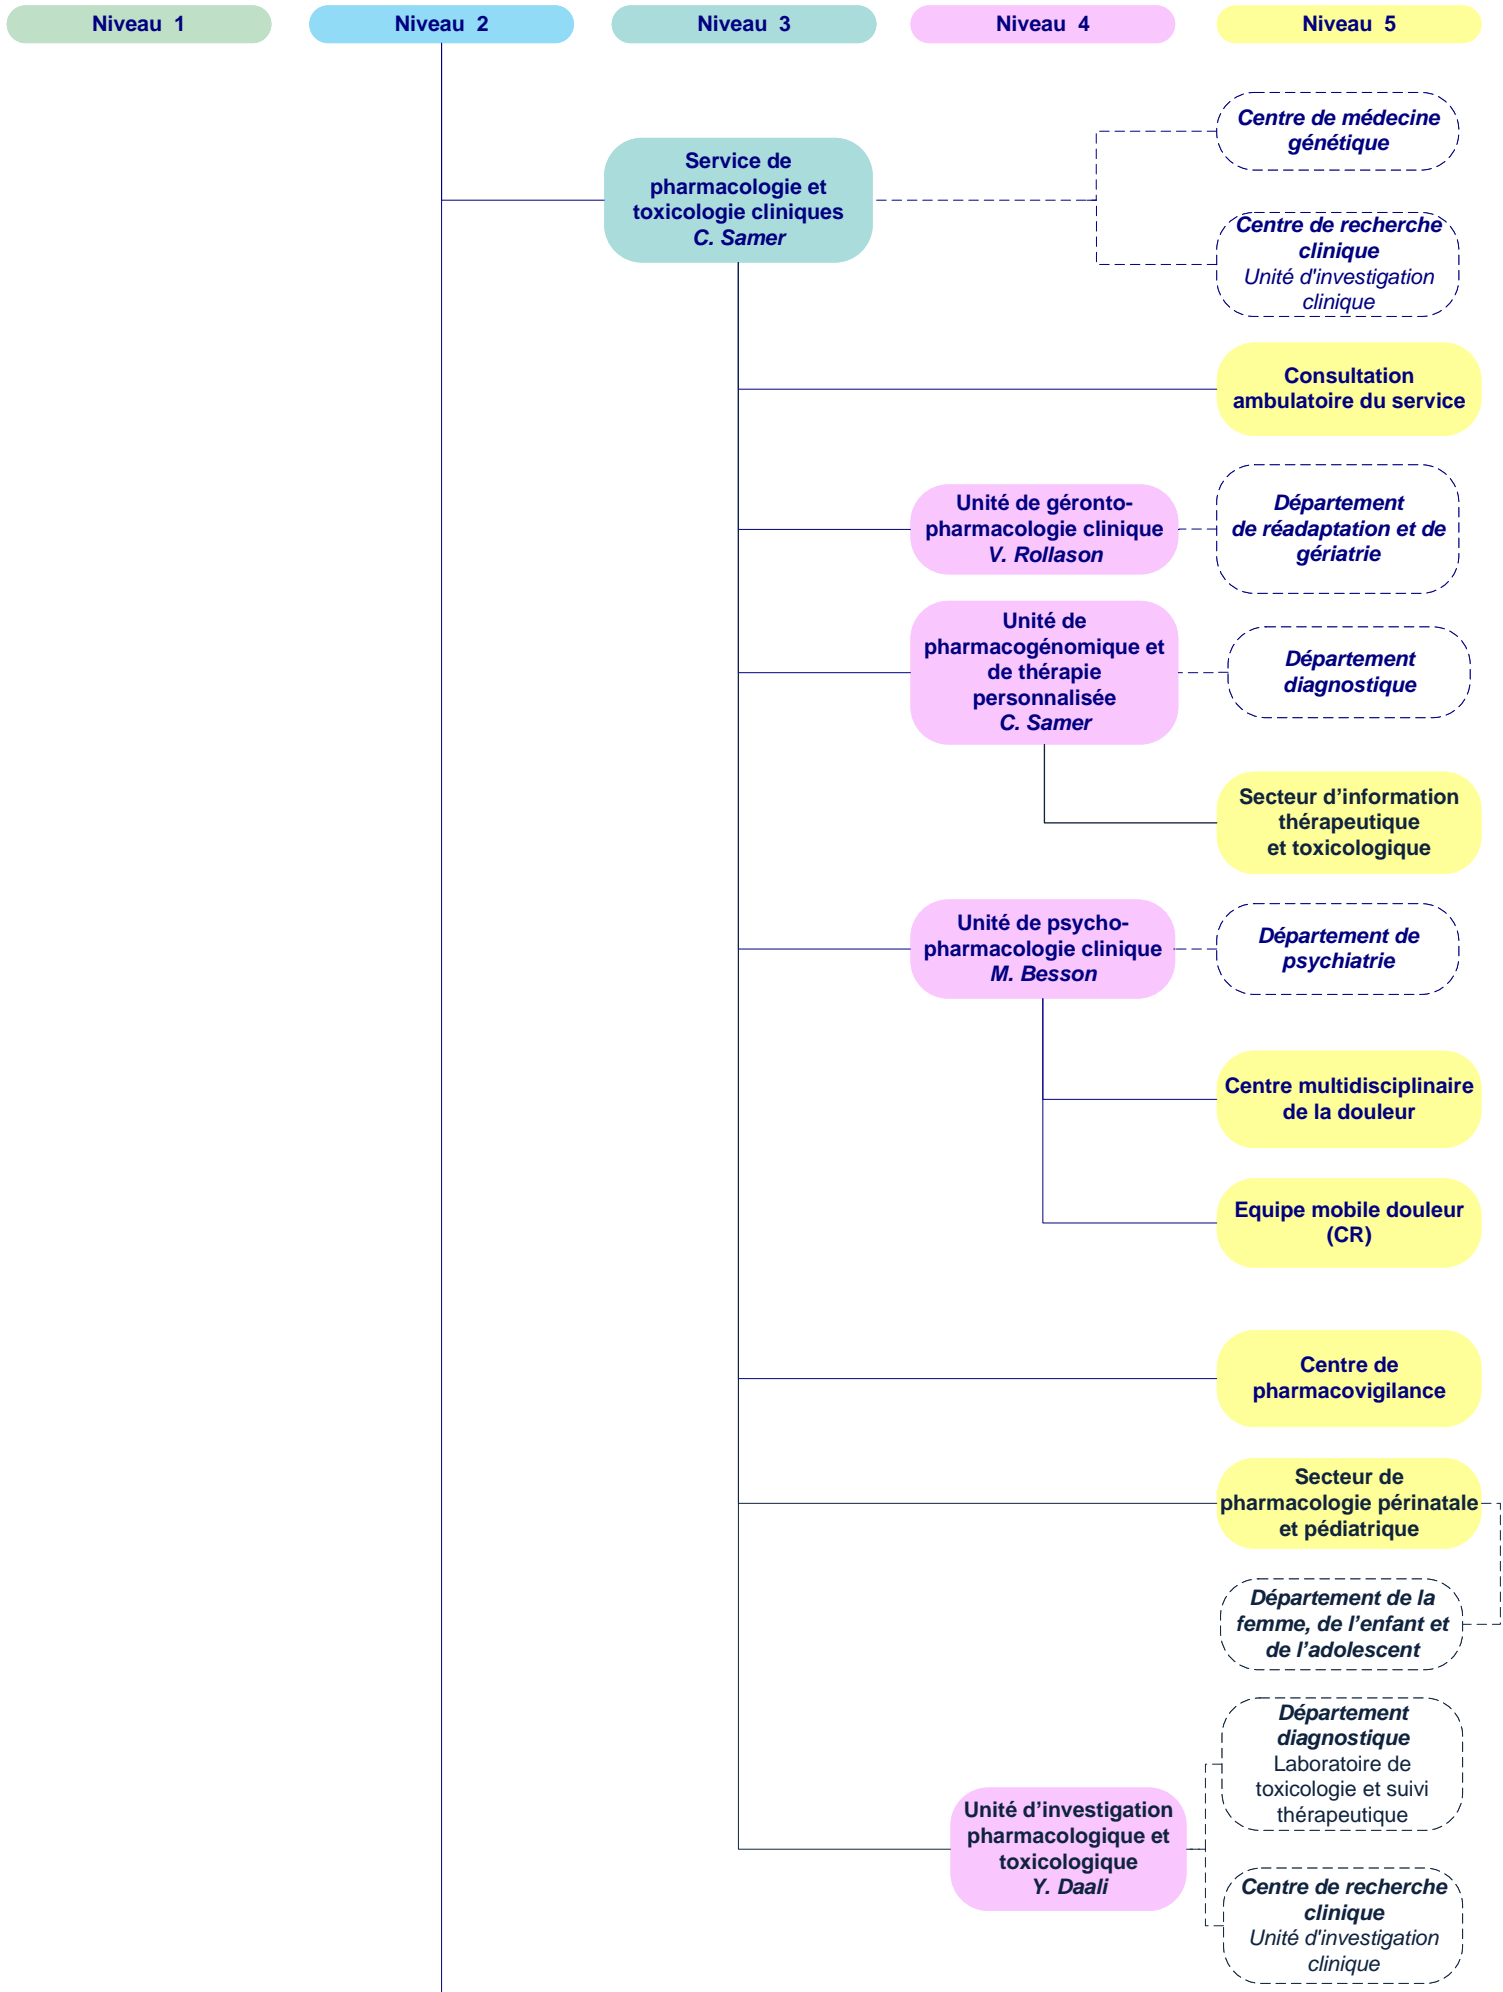 Niveau 1
Niveau 2
Niveau 3
Niveau 4
Niveau 5
Centre de médecine
génétique
Service de
pharmacologie et
toxicologie cliniques
C. Samer
Centre de recherche
clinique
Unité d'investigation
clinique
Consultation
ambulatoire du service
Unité de géronto-
pharmacologie clinique
V. Rollason
Département
de réadaptation et de
gériatrie
Unité de
pharmacogénomique et
de thérapie
personnalisée
C. Samer
Département
diagnostique
Secteur d’information
thérapeutique
et toxicologique
Unité de psycho-
pharmacologie clinique
M. Besson
Département de
psychiatrie
Centre multidisciplinaire
de la douleur
Equipe mobile douleur
(CR)
Centre de
pharmacovigilance
Secteur de
pharmacologie périnatale
et pédiatrique
Département de la
femme, de l’enfant et
de l’adolescent
Département
diagnostique
Laboratoire de
toxicologie et suivi
thérapeutique
Unité d’investigation
pharmacologique et
toxicologique
Y. Daali
Centre de recherche
clinique
Unité d'investigation
clinique